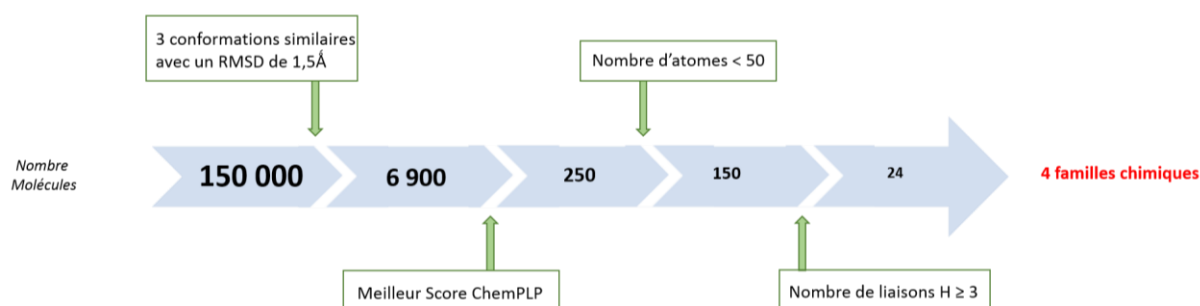 3 conformations similaires
avec un RMSD de 1,5Å
Nombre d'atomes < 50
Nombre
Molécules
150 000
6 900
250
150
24
4 familles chimiques
Meilleur Score ChemPLP
Nombre de liaisons H ≥ 3